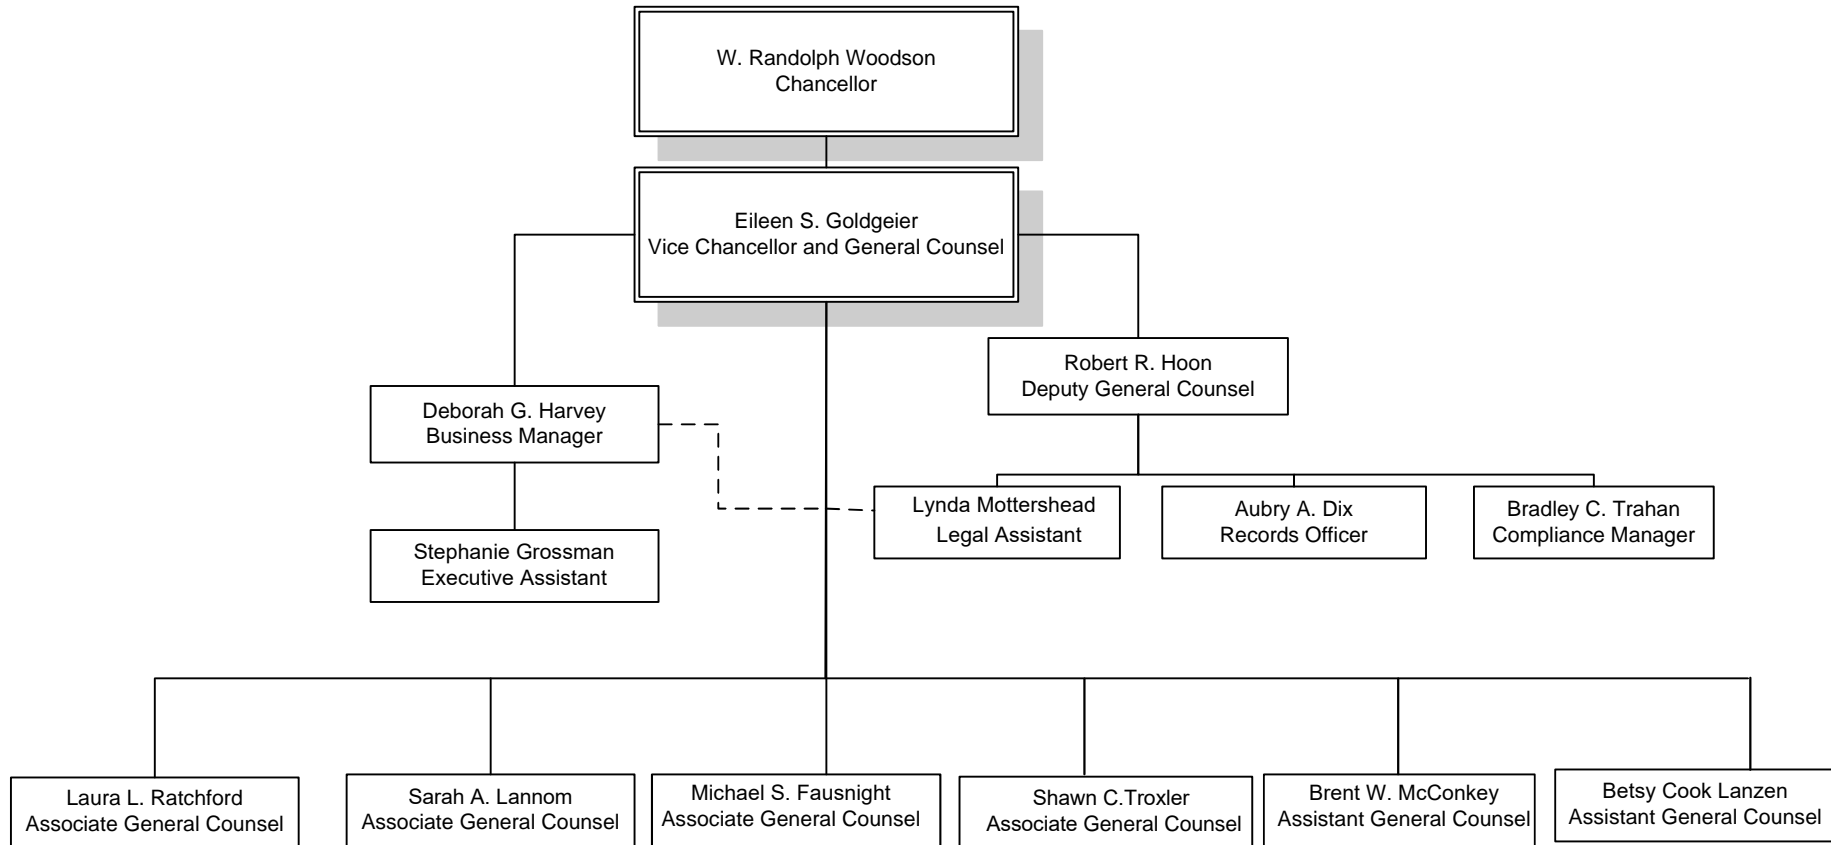 W. Randolph Woodson
Chancellor
Eileen S. Goldgeier
Vice Chancellor and General Counsel
Robert R. Hoon
Deputy General Counsel
Deborah G. Harvey
Business Manager
Lynda Mottershead
Legal Assistant
Aubry A. Dix
Records Officer
Bradley C. Trahan
Compliance Manager
Stephanie Grossman
Executive Assistant
Laura L. Ratchford
Associate General Counsel
Sarah A. Lannom
Associate General Counsel
Michael S. Fausnight
Associate General Counsel
Shawn C.Troxler
Associate General Counsel
Brent W. McConkey
Assistant General Counsel
Betsy Cook Lanzen
Assistant General Counsel